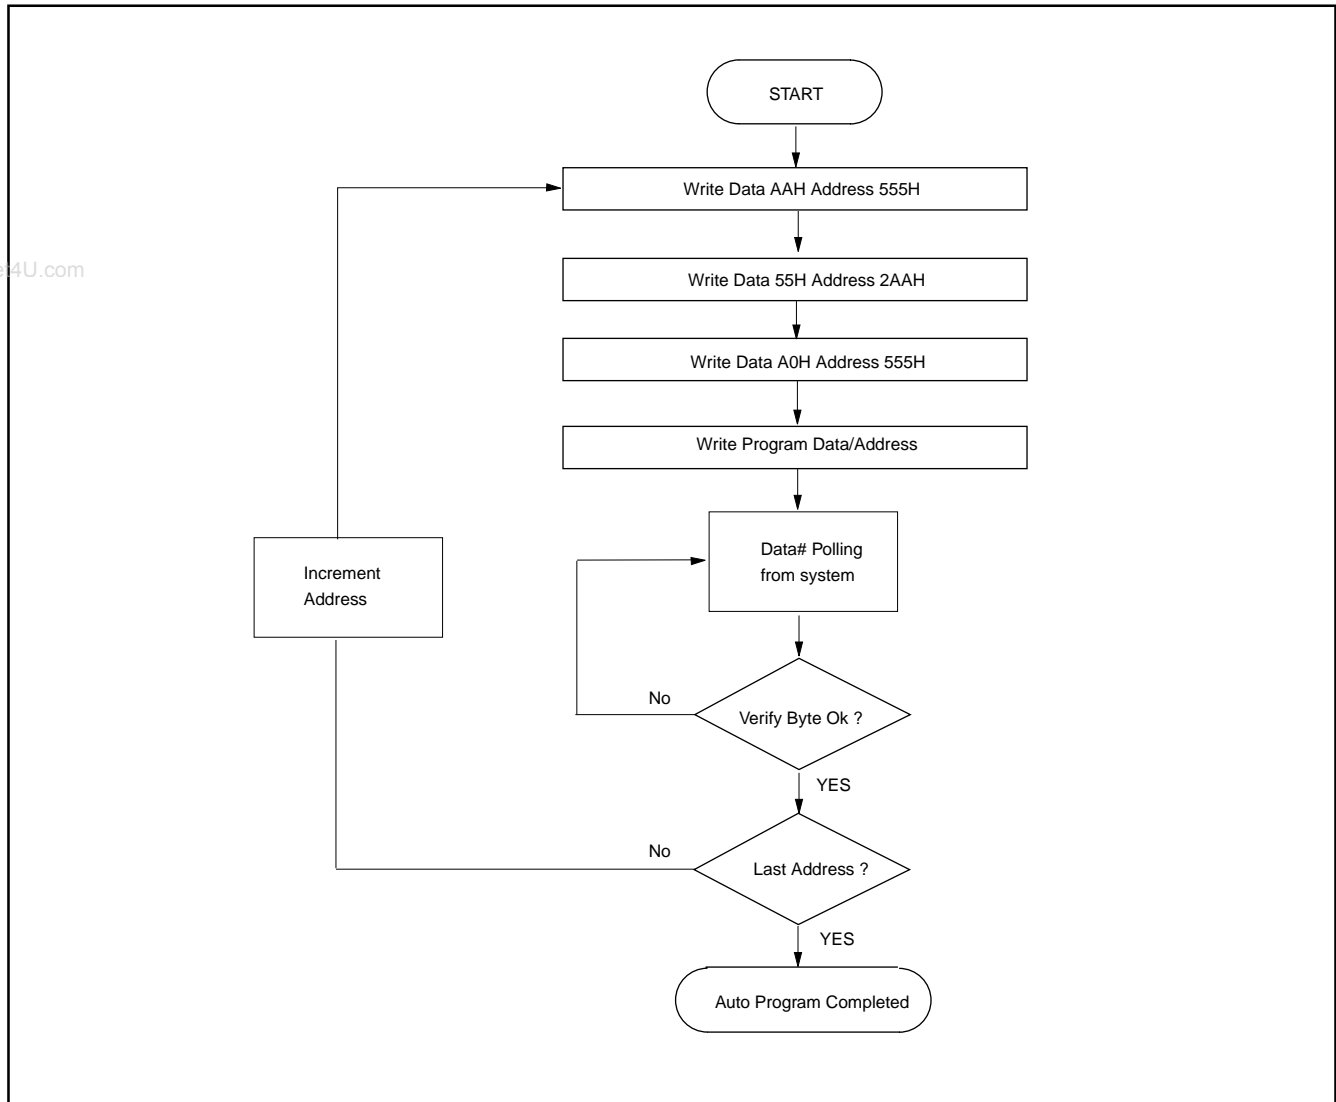 START
Write Data AAH Address 555H
4U.com
Write Data 55H Address 2AAH
Write Data A0H Address 555H
Write Program Data/Address
Data# Polling
from system
Increment
Address
No
Verify Byte Ok ?
YES
No
Last Address ?
YES
Auto Program Completed